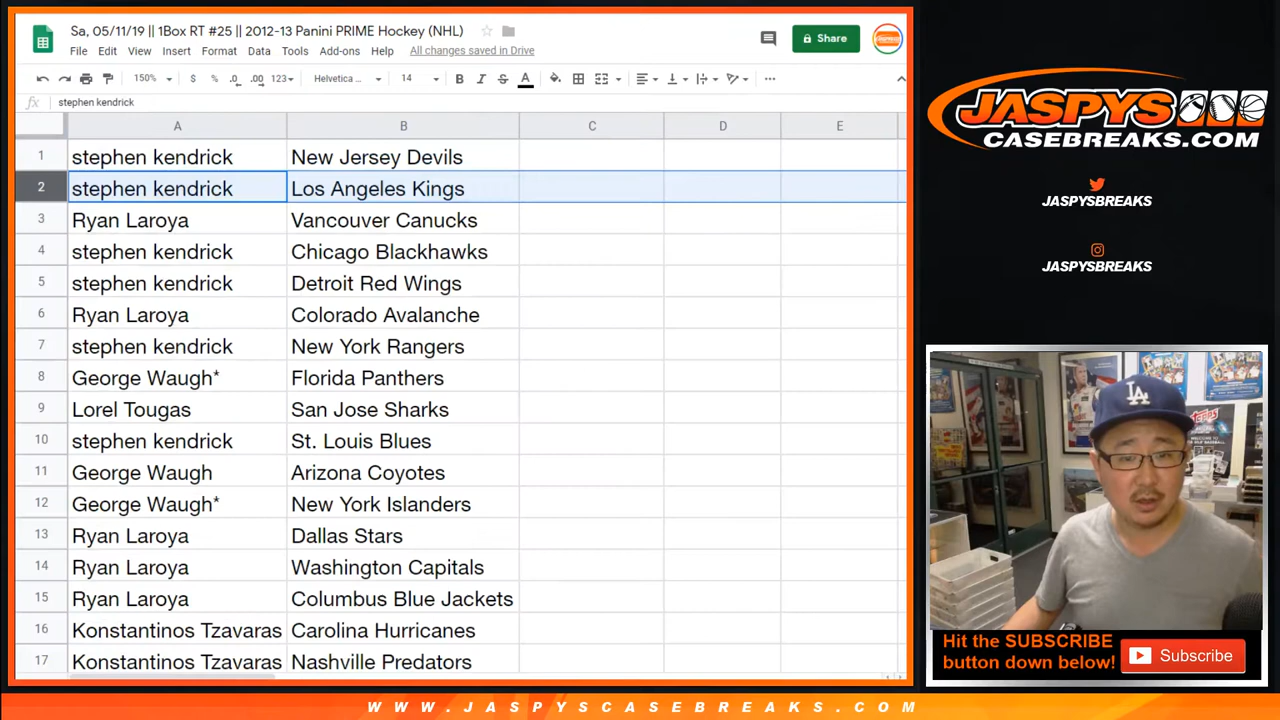 Sa, 05/11/19 || 1Box RT #25 || 2012-13 Panini PRIME Hockey (NHL)
File Edit View Insert Format Data Tools Add-ons Help All changes saved in Drive
Share
150% $ % .0 .00 123 Helvetica ... 14 B I S A
fx stephen kendrick
A B C D E
1 stephen kendrick New Jersey Devils
2 stephen kendrick Los Angeles Kings
3 Ryan Laroya Vancouver Canucks
4 stephen kendrick Chicago Blackhawks
5 stephen kendrick Detroit Red Wings
6 Ryan Laroya Colorado Avalanche
7 stephen kendrick New York Rangers
8 George Waugh* Florida Panthers
9 Lorel Tougas San Jose Sharks
10 stephen kendrick St. Louis Blues
11 George Waugh Arizona Coyotes
12 George Waugh* New York Islanders
13 Ryan Laroya Dallas Stars
14 Ryan Laroya Washington Capitals
15 Ryan Laroya Columbus Blue Jackets
16 Konstantinos Tzavaras Carolina Hurricanes
17 Konstantinos Tzavaras Nashville Predators
JASPYS
CASEBREAKS.COM
JASPYSBREAKS
JASPYSBREAKS
LA
TOPPS
Hit the SUBSCRIBE
button down below!
Subscribe
WWW.JASPYSCASEBREAKS.COM